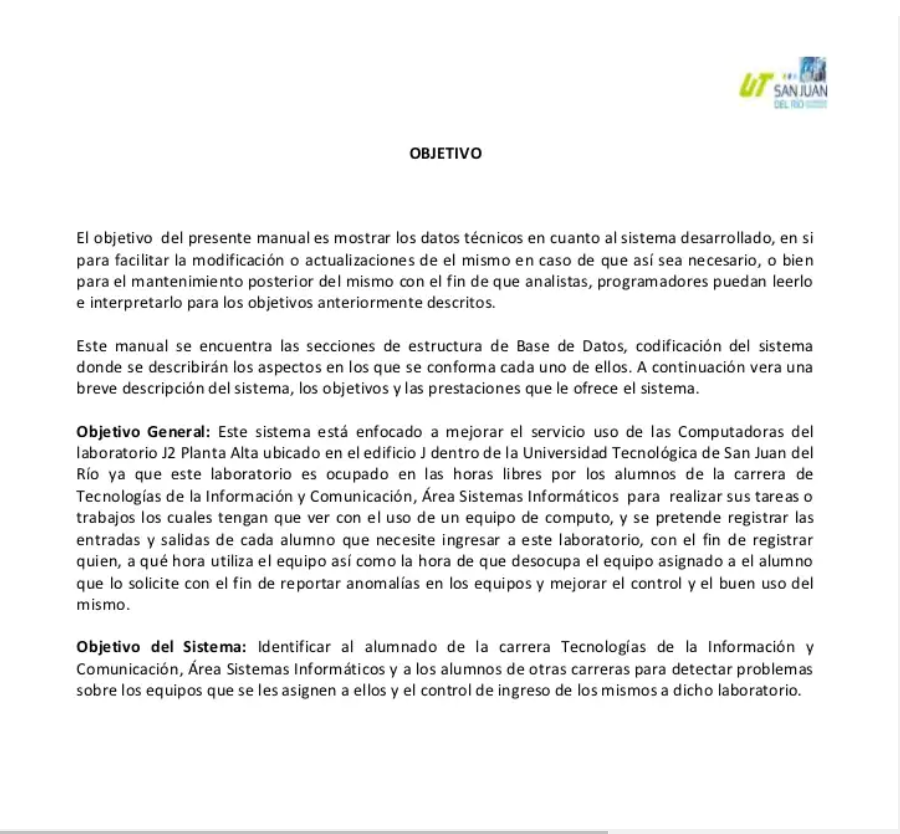 UT
SAN JUAN
DEL RÍO
OBJETIVO
El objetivo del presente manual es mostrar los datos técnicos en cuanto al sistema desarrollado, en si
para facilitar la modificación o actualizaciones de el mismo en caso de que así sea necesario, o bien
para el mantenimiento posterior del mismo con el fin de que analistas, programadores puedan leerlo
e interpretarlo para los objetivos anteriormente descritos.
Este manual se encuentra las secciones de estructura de Base de Datos, codificación del sistema
donde se describirán los aspectos en los que se conforma cada uno de ellos. A continuación vera una
breve descripción del sistema, los objetivos y las prestaciones que le ofrece el sistema.
Objetivo General: Este sistema está enfocado a mejorar el servicio uso de las Computadoras del
laboratorio J2 Planta Alta ubicado en el edificio J dentro de la Universidad Tecnológica de San Juan del
Río ya que este laboratorio es ocupado en las horas libres por los alumnos de la carrera de
Tecnologías de la Información y Comunicación, Área Sistemas Informáticos para realizar sus tareas o
trabajos los cuales tengan que ver con el uso de un equipo de computo, y se pretende registrar las
entradas y salidas de cada alumno que necesite ingresar a este laboratorio, con el fin de registrar
quien, a qué hora utiliza el equipo así como la hora de que desocupa el equipo asignado a el alumno
que lo solicite con el fin de reportar anomalías en los equipos y mejorar el control y el buen uso del
mismo.
Objetivo del Sistema: Identificar al alumnado de la carrera Tecnologías de la Información y
Comunicación, Área Sistemas Informáticos y a los alumnos de otras carreras para detectar problemas
sobre los equipos que se les asignen a ellos y el control de ingreso de los mismos a dicho laboratorio.